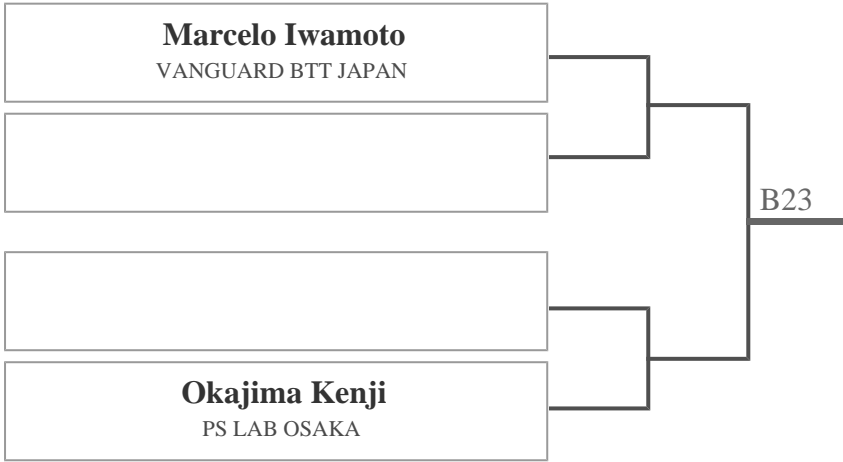 Marcelo Iwamoto
VANGUARD BTT JAPAN
B23
Okajima Kenji
PS LAB OSAKA